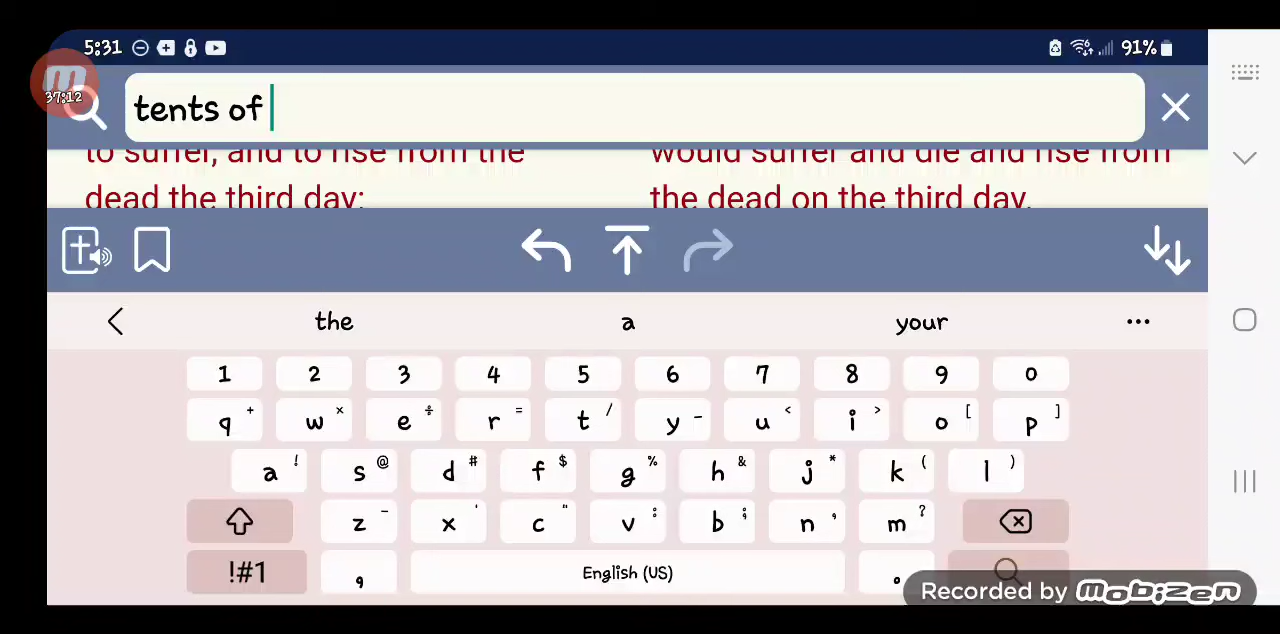 5:31 91%
37:12
tents of
to suffer, and to rise from the would suffer and die and rise from
dead the third day: the dead on the third day.
the a your
1 2 3 4 5 6 7 8 9 0
q + w × e ÷ r = t / y - u < i > o [ p ]
a ! s @ d # f $ g % h & j * k ( l )
z - x ' c " v : b ; n , m ?
!#1 , English (US) .
Recorded by mobizen